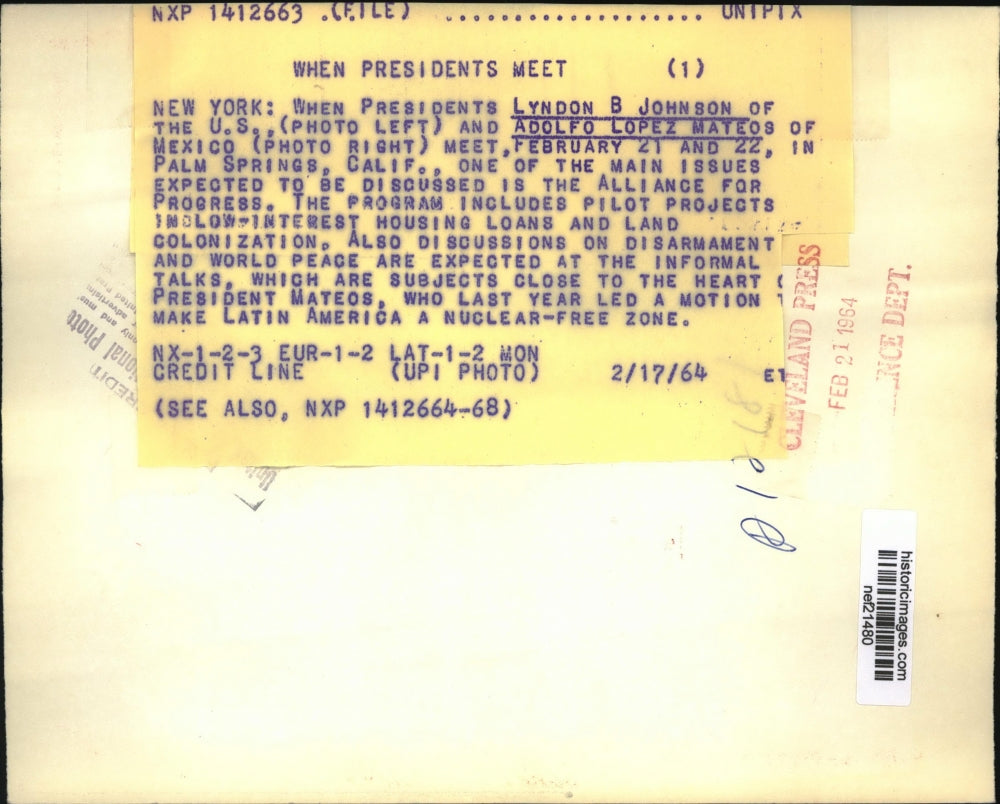 NXP 1412663 .(FILE) ..................... UNIPIX
WHEN PRESIDENTS MEET (1)
NEW YORK: WHEN PRESIDENTS LYNDON B JOHNSON OF
THE U.S., (PHOTO LEFT) AND ADOLFO LOPEZ MATEOS OF
MEXICO (PHOTO RIGHT) MEET, FEBRUARY 21 AND 22, IN
PALM SPRINGS, CALIF., ONE OF THE MAIN ISSUES
EXPECTED TO BE DISCUSSED IS THE ALLIANCE FOR
PROGRESS. THE PROGRAM INCLUDES PILOT PROJECTS
IN LOW-INTEREST HOUSING LOANS AND LAND
COLONIZATION. ALSO DISCUSSIONS ON DISARMAMENT
AND WORLD PEACE ARE EXPECTED AT THE INFORMAL
TALKS, WHICH ARE SUBJECTS CLOSE TO THE HEART
PRESIDENT MATEOS, WHO LAST YEAR LED A MOTION
MAKE LATIN AMERICA A NUCLEAR-FREE ZONE.
NX-1-2-3 EUR-1-2 LAT-1-2 MON
CREDIT LINE (UPI PHOTO) 2/17/64 ET
(SEE ALSO, NXP 1412664-68)
CLEVELAND PRESS
FEB 21 1964
DEPT.
historicimages.com
nef21480